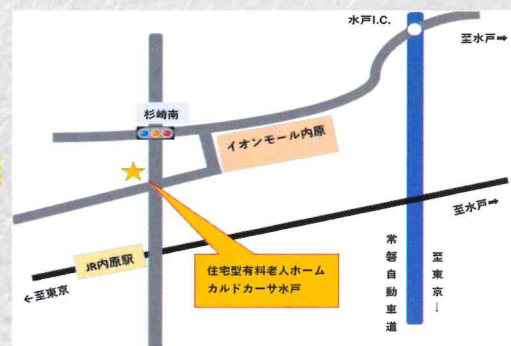 水戸I.C.
至水戸➡
杉崎南
イオンモール内原
至水戸→
JR内原駅
←至東京
住宅型有料老人ホーム
カルドカーサ水戸
常磐自動車道
至東京→